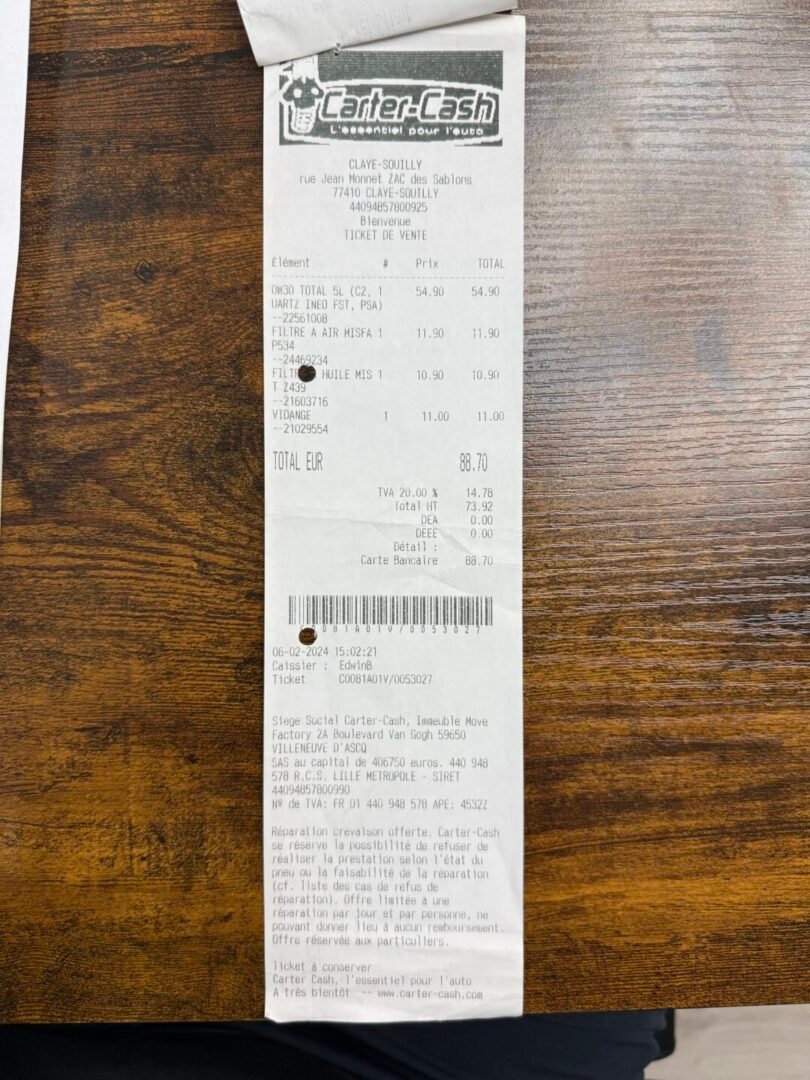 Carter-Cash
L'essentiel pour l'auto
CLAYE-SOUILLY
rue Jean Monnet ZAC des Sablons
77410 CLAYE-SOUILLY
44094857800925
Bienvenue
TICKET DE VENTE
Elément # Prix TOTAL
0W30 TOTAL 5L (C2, 1 54.90 54.90
UARTZ INEO FST, PSA)
--22561008
FILTRE A AIR MISFA 1 11.90 11.90
P534
--24469234
HUILE MIS 1 10.90 10.90
T Z439
--21603716
VIDANGE 1 11.00 11.00
--21029554
TOTAL EUR 88.70
TVA 20.00 % 14.78
Total HT 73.92
DEA 0.00
DEEE 0.00
Détail :
Carte Bancaire 88.70
081A01V/0053027
06-02-2024 15:02:21
Caissier : EdwinB
Ticket C0081A01V/0053027
Siege Social Carter-Cash, Immeuble Move
Factory 2A Boulevard Van Gogh 59650
VILLENEUVE D'ASCQ
SAS au capital de 406750 euros. 440 948
578 R.C.S. LILLE METROPOLE - SIRET
44094857800990
Nº de TVA: FR 01 440 948 578 APE: 4532Z
Réparation crevaison offerte. Carter-Cash
se réserve la possibilité de refuser de
réaliser la prestation selon l'état du
pneu ou la faisabilité de la réparation
(cf. liste des cas de refus de
réparation). Offre limitée à une
réparation par jour et par personne, ne
pouvant donner lieu à aucun remboursement.
Offre réservée aux particuliers.
Ticket à conserver
Carter Cash, l'essentiel pour l'auto
A très bientôt -- www.carter-cash.com